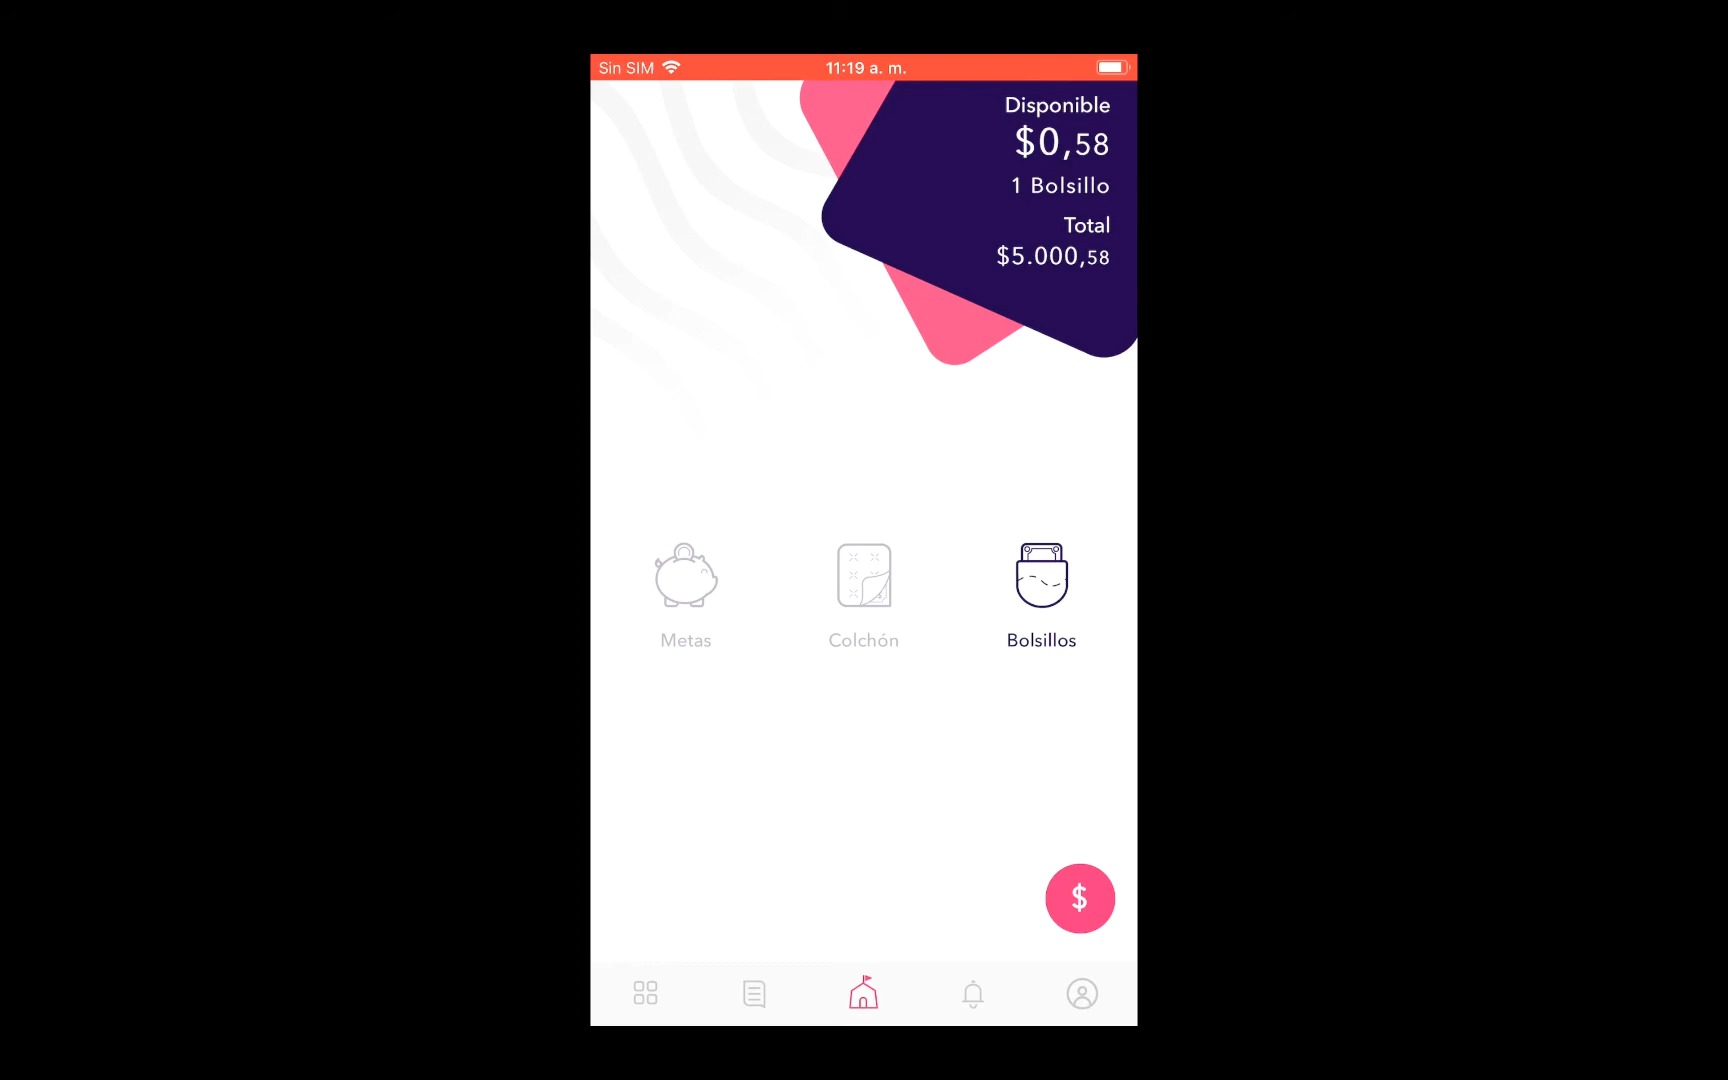 Sin SIM
11:19 a. m.
Disponible
$0,58
1 Bolsillo
Total
$5.000,58
Metas
Colchón
Bolsillos
$